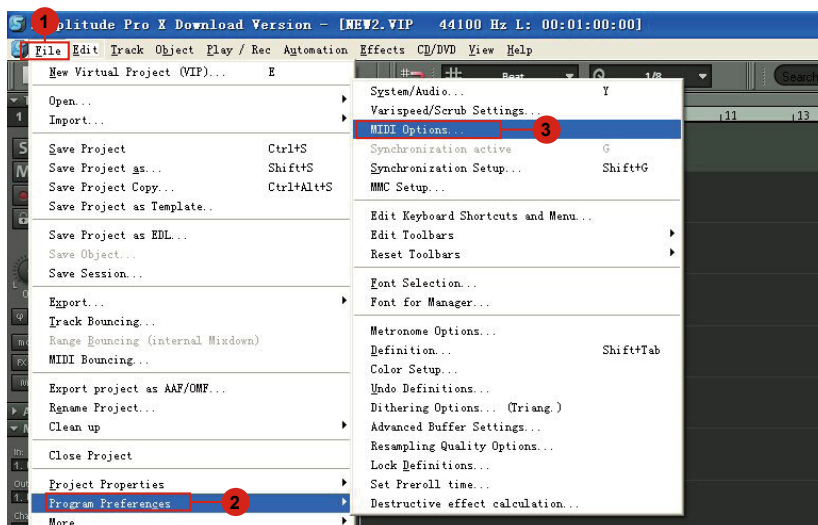 1
plitude Pro X Download Version - [NEW2.VIP 44100 Hz L: 00:01:00:00]
File Edit Track Object Play / Rec Automation Effects CD/DVD View Help
New Virtual Project (VIP)... E
Open...
Import...
Save Project Ctrl+S
Save Project as... Shift+S
Save Project Copy... Ctrl+Alt+S
Save Project as Template..
Save Project as EDL...
Save Object...
Save Session...
Export...
Track Bouncing...
Range Bouncing (internal Mixdown)
MIDI Bouncing...
Export project as AAF/OMF...
Rename Project...
Clean up
Close Project
Project Properties
Program Preferences 2
More
Beat 1/8 Search
11 13
System/Audio... Y
Varispeed/Scrub Settings...
MIDI Options... 3
Synchronization active G
Synchronization Setup... Shift+G
MMC Setup...
Edit Keyboard Shortcuts and Menu...
Edit Toolbars
Reset Toolbars
Font Selection...
Font for Manager...
Metronome Options...
Definition... Shift+Tab
Color Setup...
Undo Definitions...
Dithering Options... (Triang.)
Advanced Buffer Settings...
Resampling Quality Options...
Lock Definitions...
Set Preroll time...
Destructive effect calculation...